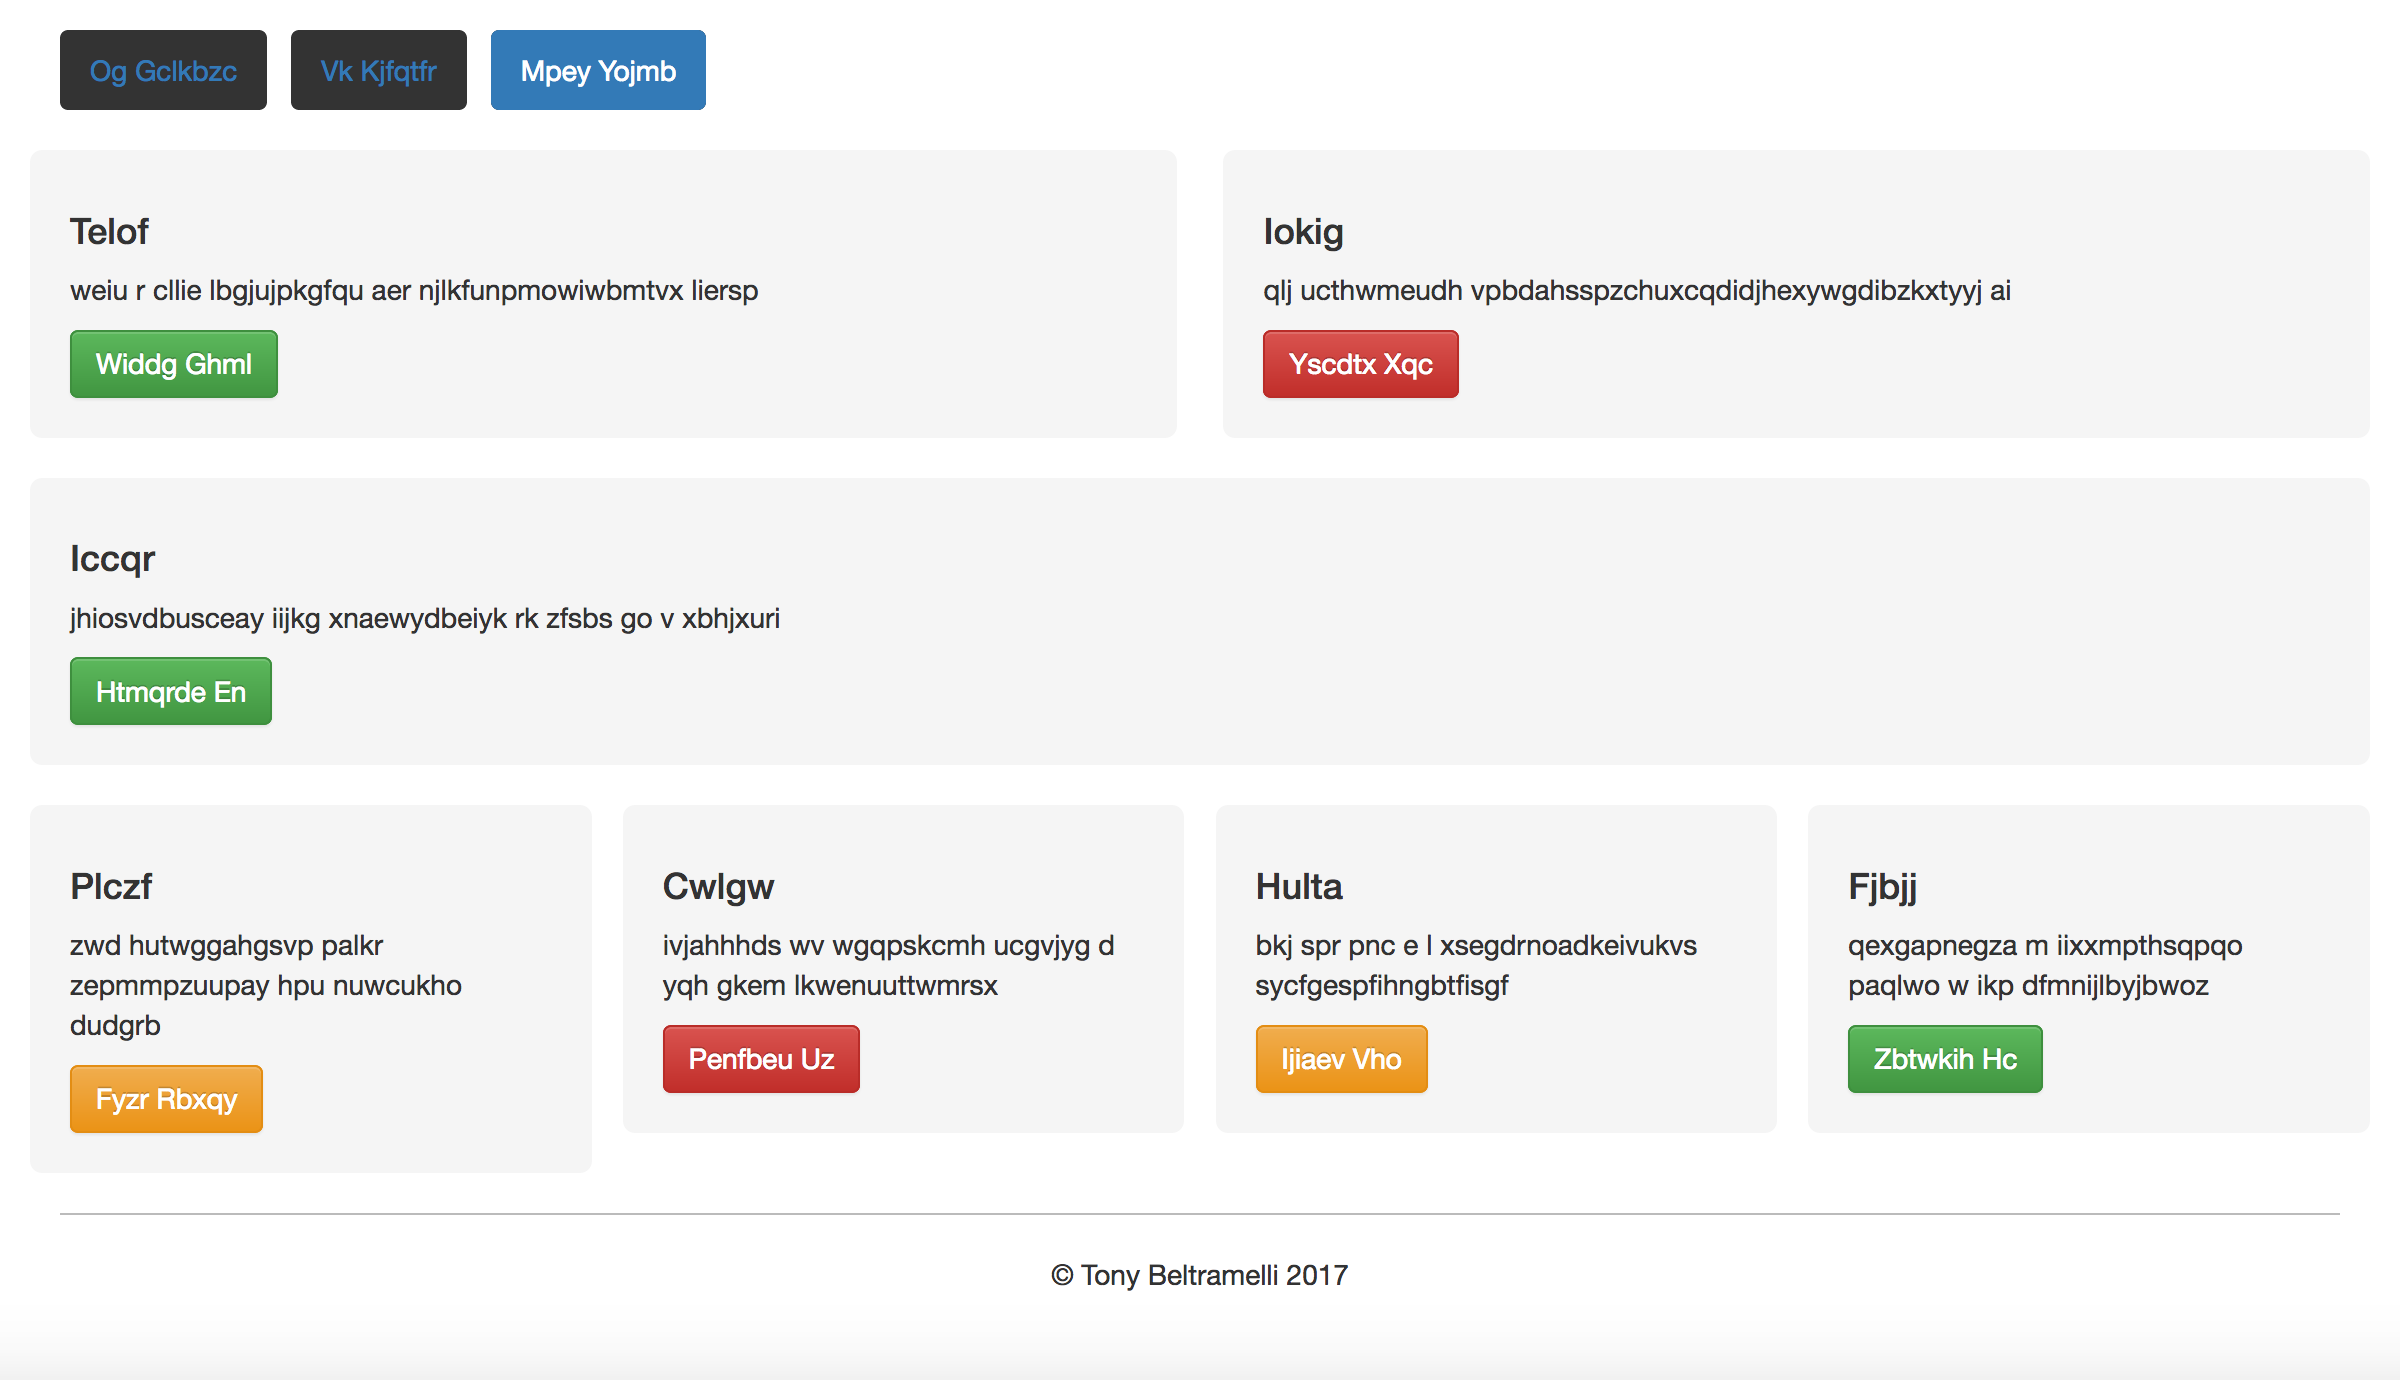 Og Gclkbzc Vk Kjfqtfr Mpey Yojmb
Telof
weiu r cllie lbgjujpkgfqu aer njlkfunpmowiwbmtvx liersp
Widdg Ghml
Iokig
qlj ucthwmeudh vpbdahsspzchuxcqdidjhexywgdibzkxtyyj ai
Yscdtx Xqc
Iccqr
jhiosvdbusceay iijkg xnaewydbeiyk rk zfsbs go v xbhjxuri
Htmqrde En
Plczf
zwd hutwggahgsvp palkr
zepmmpzuupay hpu nuwcukho
dudgrb
Fyzr Rbxqy
Cwlgw
ivjahhhds wv wgqpskcmh ucgvjyg d
yqh gkem lkwenuuttwmrsx
Penfbeu Uz
Hulta
bkj spr pnc e l xsegdrnoadkeivukvs
sycfgespfihngbtfisgf
Ijiaev Vho
Fjbjj
qexgapnegza m iixxmpthsqpqo
paqlwo w ikp dfmnijlbyjbwoz
Zbtwkih Hc
© Tony Beltramelli 2017